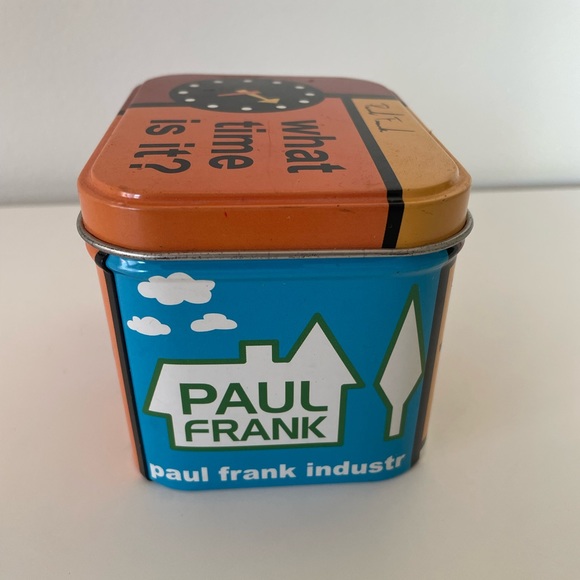 what
time
is it?
PAUL
FRANK
paul frank industr